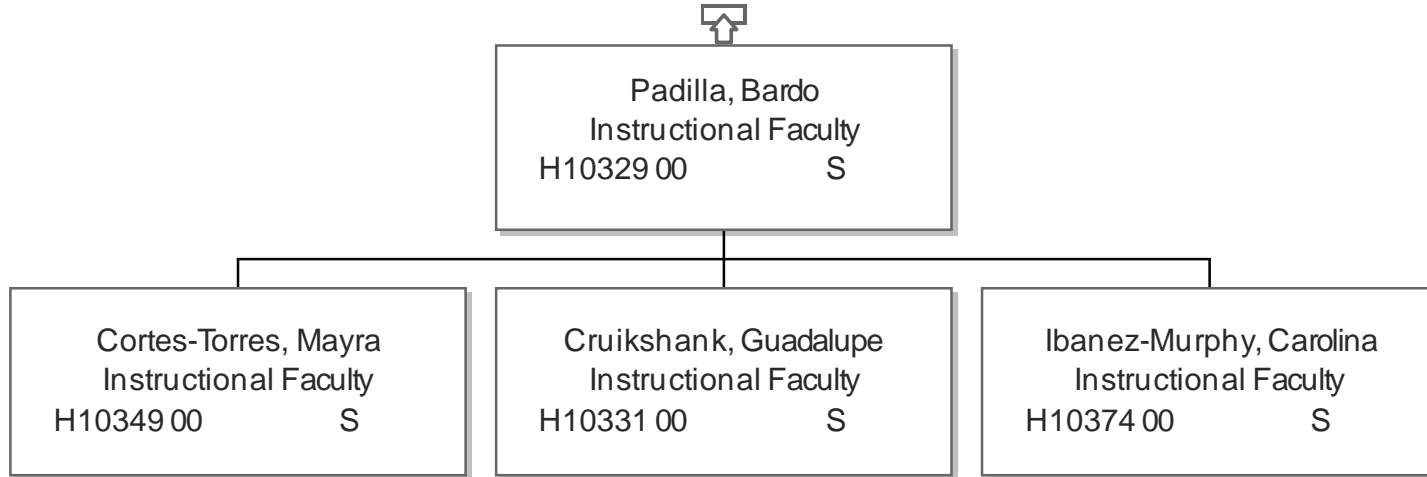 Padilla, Bardo
Instructional Faculty
H10329 00 S
Cortes-Torres, Mayra
Instructional Faculty
H10349 00 S
Cruikshank, Guadalupe
Instructional Faculty
H10331 00 S
Ibanez-Murphy, Carolina
Instructional Faculty
H10374 00 S